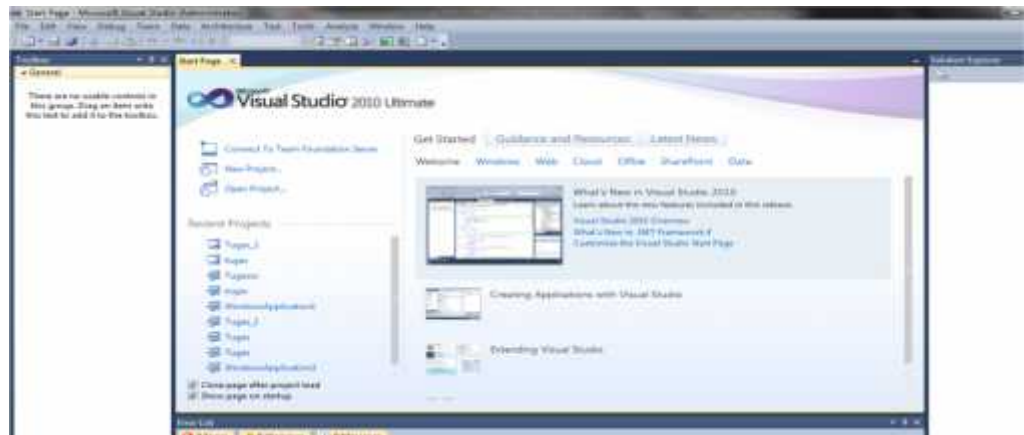 Start Page - Microsoft Visual Studio (Administrator)
File Edit View Debug Team Data Architecture Test Tools Analyze Window Help
Toolbox
General
There are no usable controls in
this group. Drag an item onto
this text to add it to the toolbox.
Start Page
Solution Explorer
Microsoft
Visual Studio 2010 Ultimate
Connect To Team Foundation Server
New Project...
Open Project...
Recent Projects
Tugas_2
Tugas
WindowsApplication1
Tugas_2
Tugas
Tugas
Close page after project load
Show page on startup
Get Started Guidance and Resources Latest News
Welcome Windows Web Cloud Office SharePoint Data
What's New in Visual Studio 2010
Learn about the new features included in this release.
Visual Studio 2010 Overview
What's New in .NET Framework 4
Customize the Visual Studio Start Page
Creating Applications with Visual Studio
Extending Visual Studio
Error List